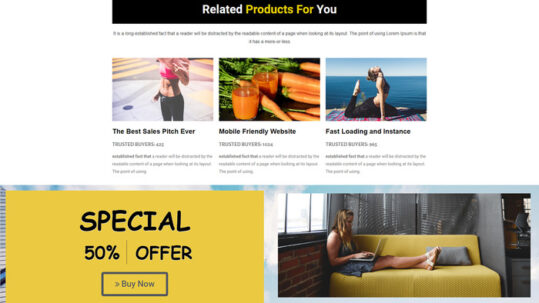 Related Products For You
It is a long established fact that a reader will be distracted by the readable content of a page when looking at its layout. The point of using Lorem Ipsum is that
it has a more-or-less
The Best Sales Pitch Ever
TRUSTED BUYERS: 425
established fact that a reader will be distracted by the
readable content of a page when looking at its layout.
The point of using.
Mobile Friendly Website
TRUSTED BUYERS: 1024
established fact that a reader will be distracted by the
readable content of a page when looking at its layout.
The point of using.
Fast Loading and Instance
TRUSTED BUYERS: 965
established fact that a reader will be distracted by the
readable content of a page when looking at its layout.
The point of using.
SPECIAL
50% OFFER
» Buy Now